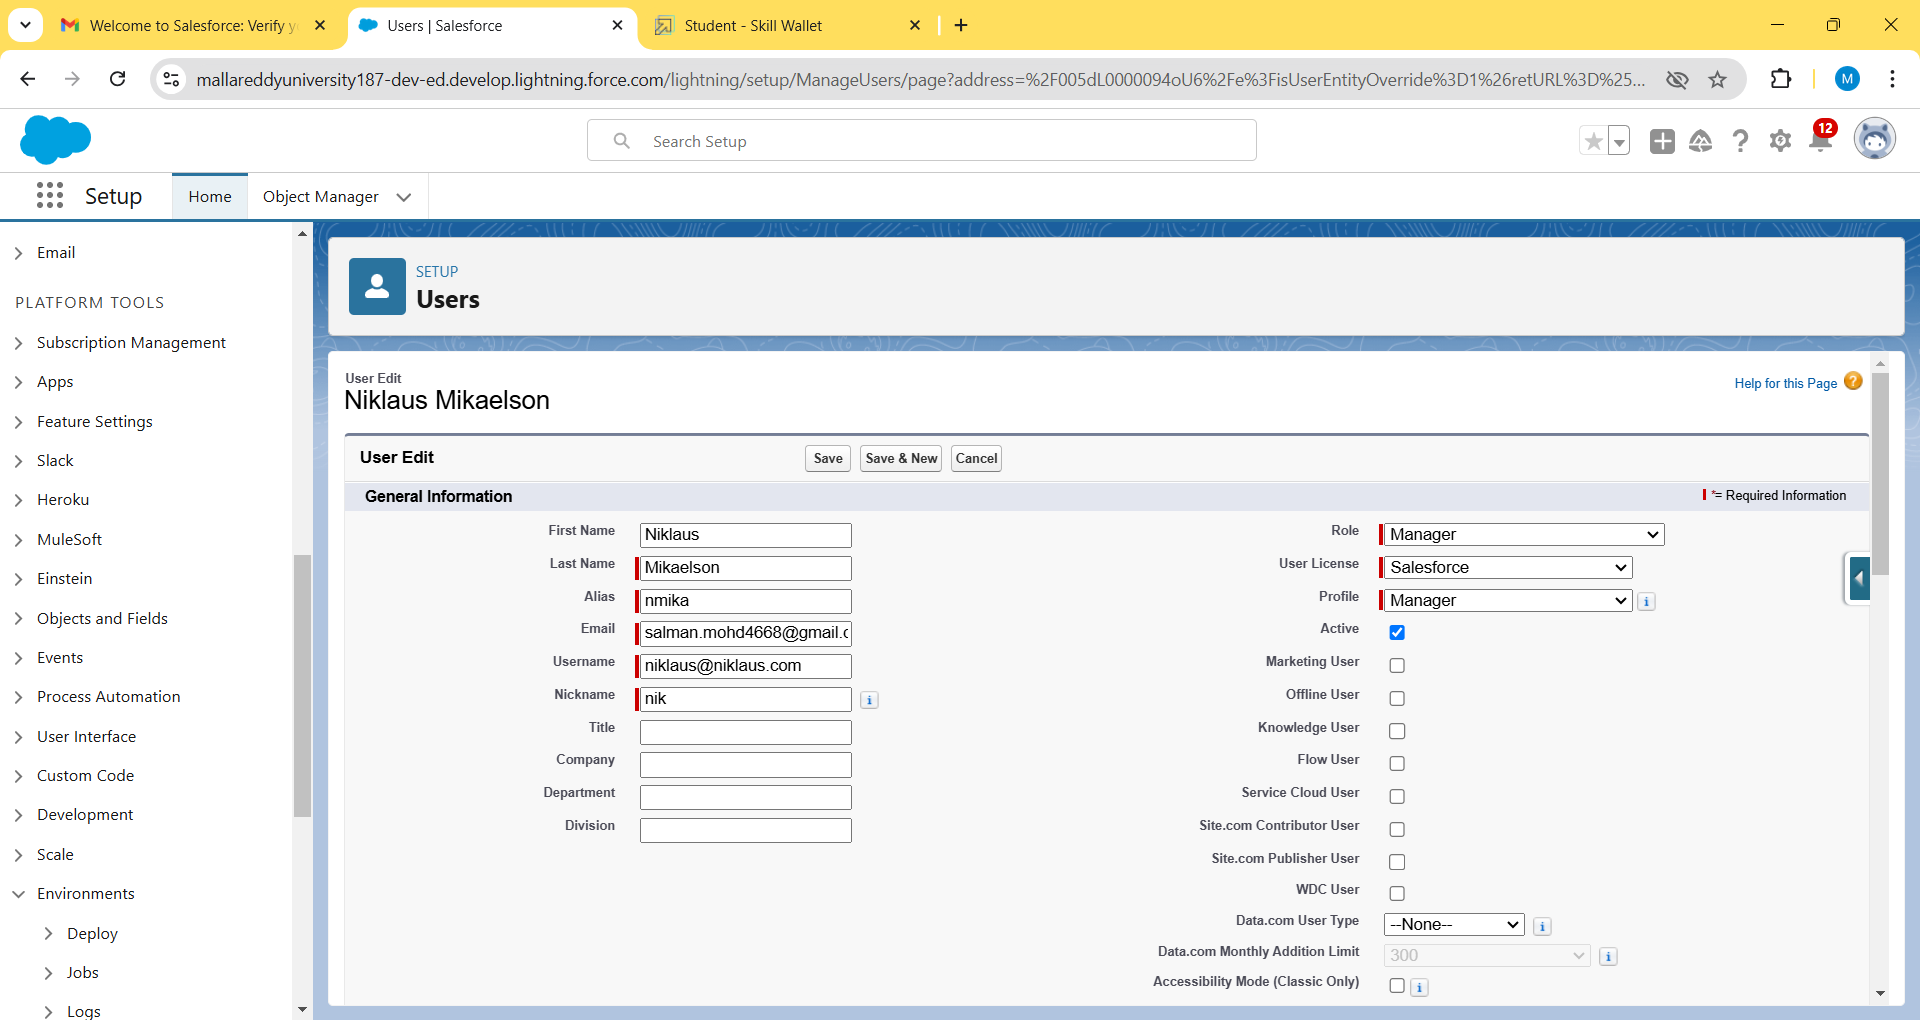 Welcome to Salesforce: Verify y
Users | Salesforce
Student - Skill Wallet
mallareddyuniversity187-dev-ed.develop.lightning.force.com/lightning/setup/ManageUsers/page?address=%2F005dL0000094oU6%2Fe%3FisUserEntityOverride%3D1%26retURL%3D%25...
M
Search Setup
12
Setup
Home
Object Manager
Email
PLATFORM TOOLS
Subscription Management
Apps
Feature Settings
Slack
Heroku
MuleSoft
Einstein
Objects and Fields
Events
Process Automation
User Interface
Custom Code
Development
Scale
Environments
Deploy
Jobs
Logs
SETUP
Users
User Edit
Niklaus Mikaelson
Help for this Page ?
User Edit
Save
Save & New
Cancel
General Information
*= Required Information
First Name Niklaus
Last Name Mikaelson
Alias nmika
Email salman.mohd4668@gmail.c
Username niklaus@niklaus.com
Nickname nik
Title
Company
Department
Division
Role Manager
User License Salesforce
Profile Manager
Active
Marketing User
Offline User
Knowledge User
Flow User
Service Cloud User
Site.com Contributor User
Site.com Publisher User
WDC User
Data.com User Type --None--
Data.com Monthly Addition Limit 300
Accessibility Mode (Classic Only)